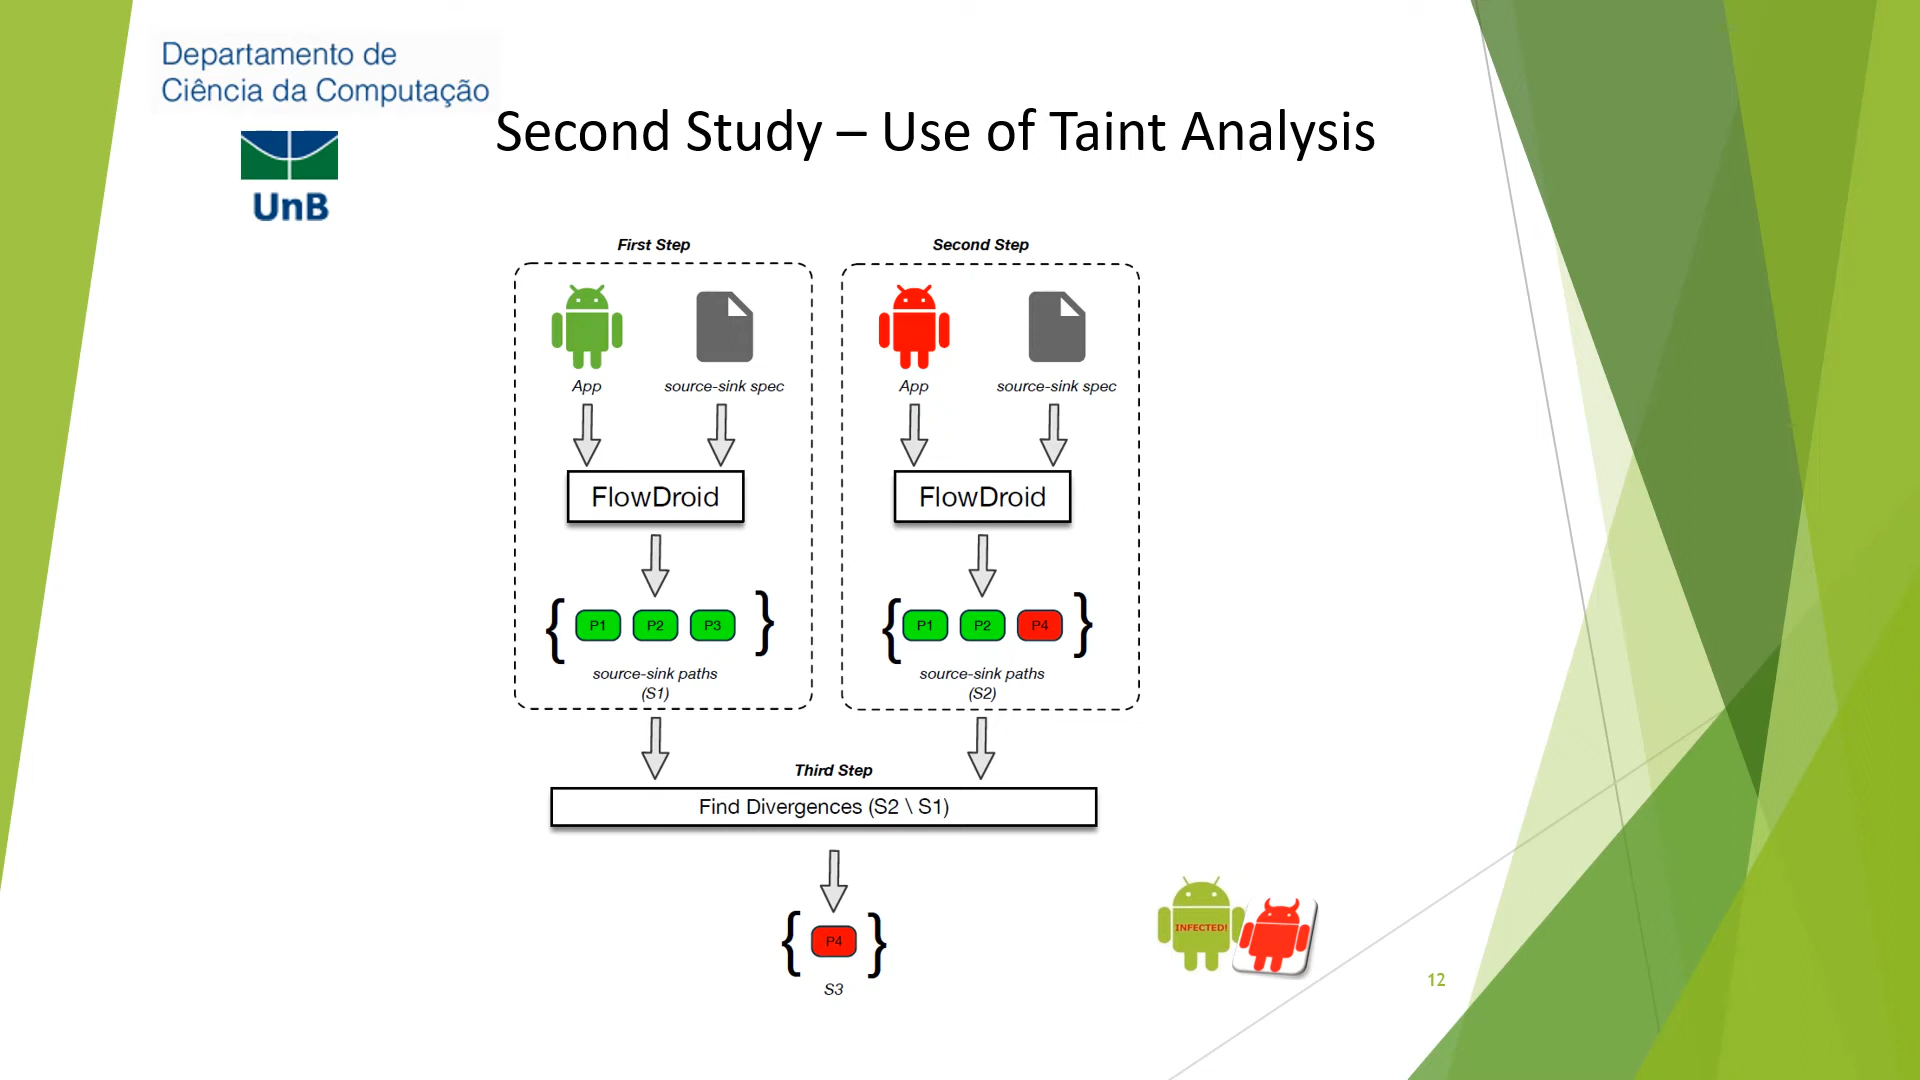 Departamento de
Ciência da Computação
UnB
Second Study – Use of Taint Analysis
First Step
Second Step
App
source-sink spec
App
source-sink spec
FlowDroid
FlowDroid
{ P1 P2 P3 }
{ P1 P2 P4 }
source-sink paths
(S1)
source-sink paths
(S2)
Third Step
Find Divergences (S2 \ S1)
{ P4 }
S3
INFECTED!
12